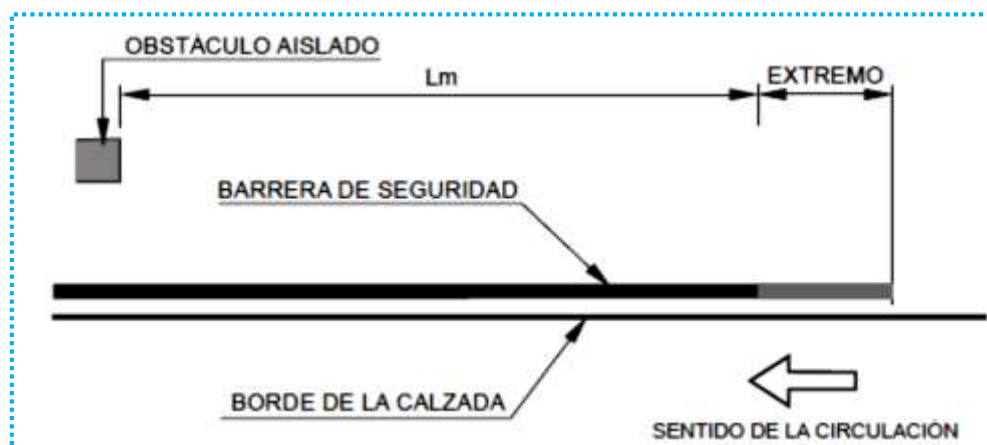 OBSTÁCULO AISLADO
Lm
EXTREMO
BARRERA DE SEGURIDAD
BORDE DE LA CALZADA
SENTIDO DE LA CIRCULACIÓN